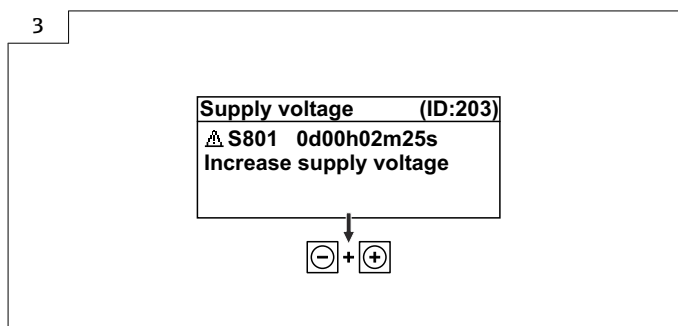 3
Supply voltage (ID:203)
⚠ S801 0d00h02m25s
Increase supply voltage
- + +